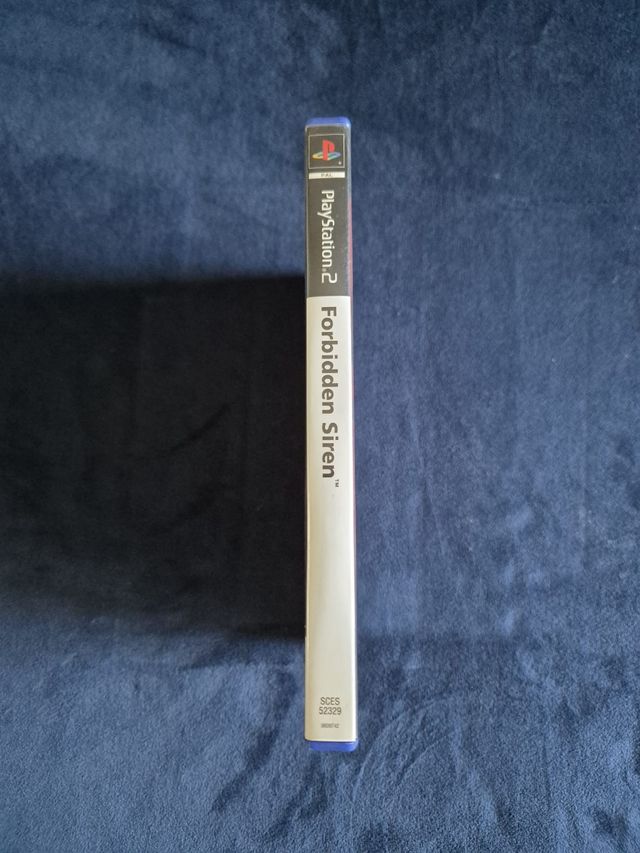 PAL
PlayStation®2
Forbidden Siren™
SCES
52329